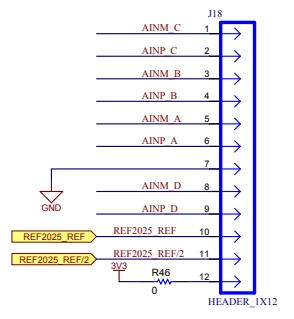 J18
AINM_C 1
AINP_C 2
AINM_B 3
AINP_B 4
AINM_A 5
AINP_A 6
7
GND
AINM_D 8
AINP_D 9
REF2025_REF REF2025_REF 10
REF2025_REF/2 REF2025_REF/2 11
3V3
R46
0
12
HEADER_1X12